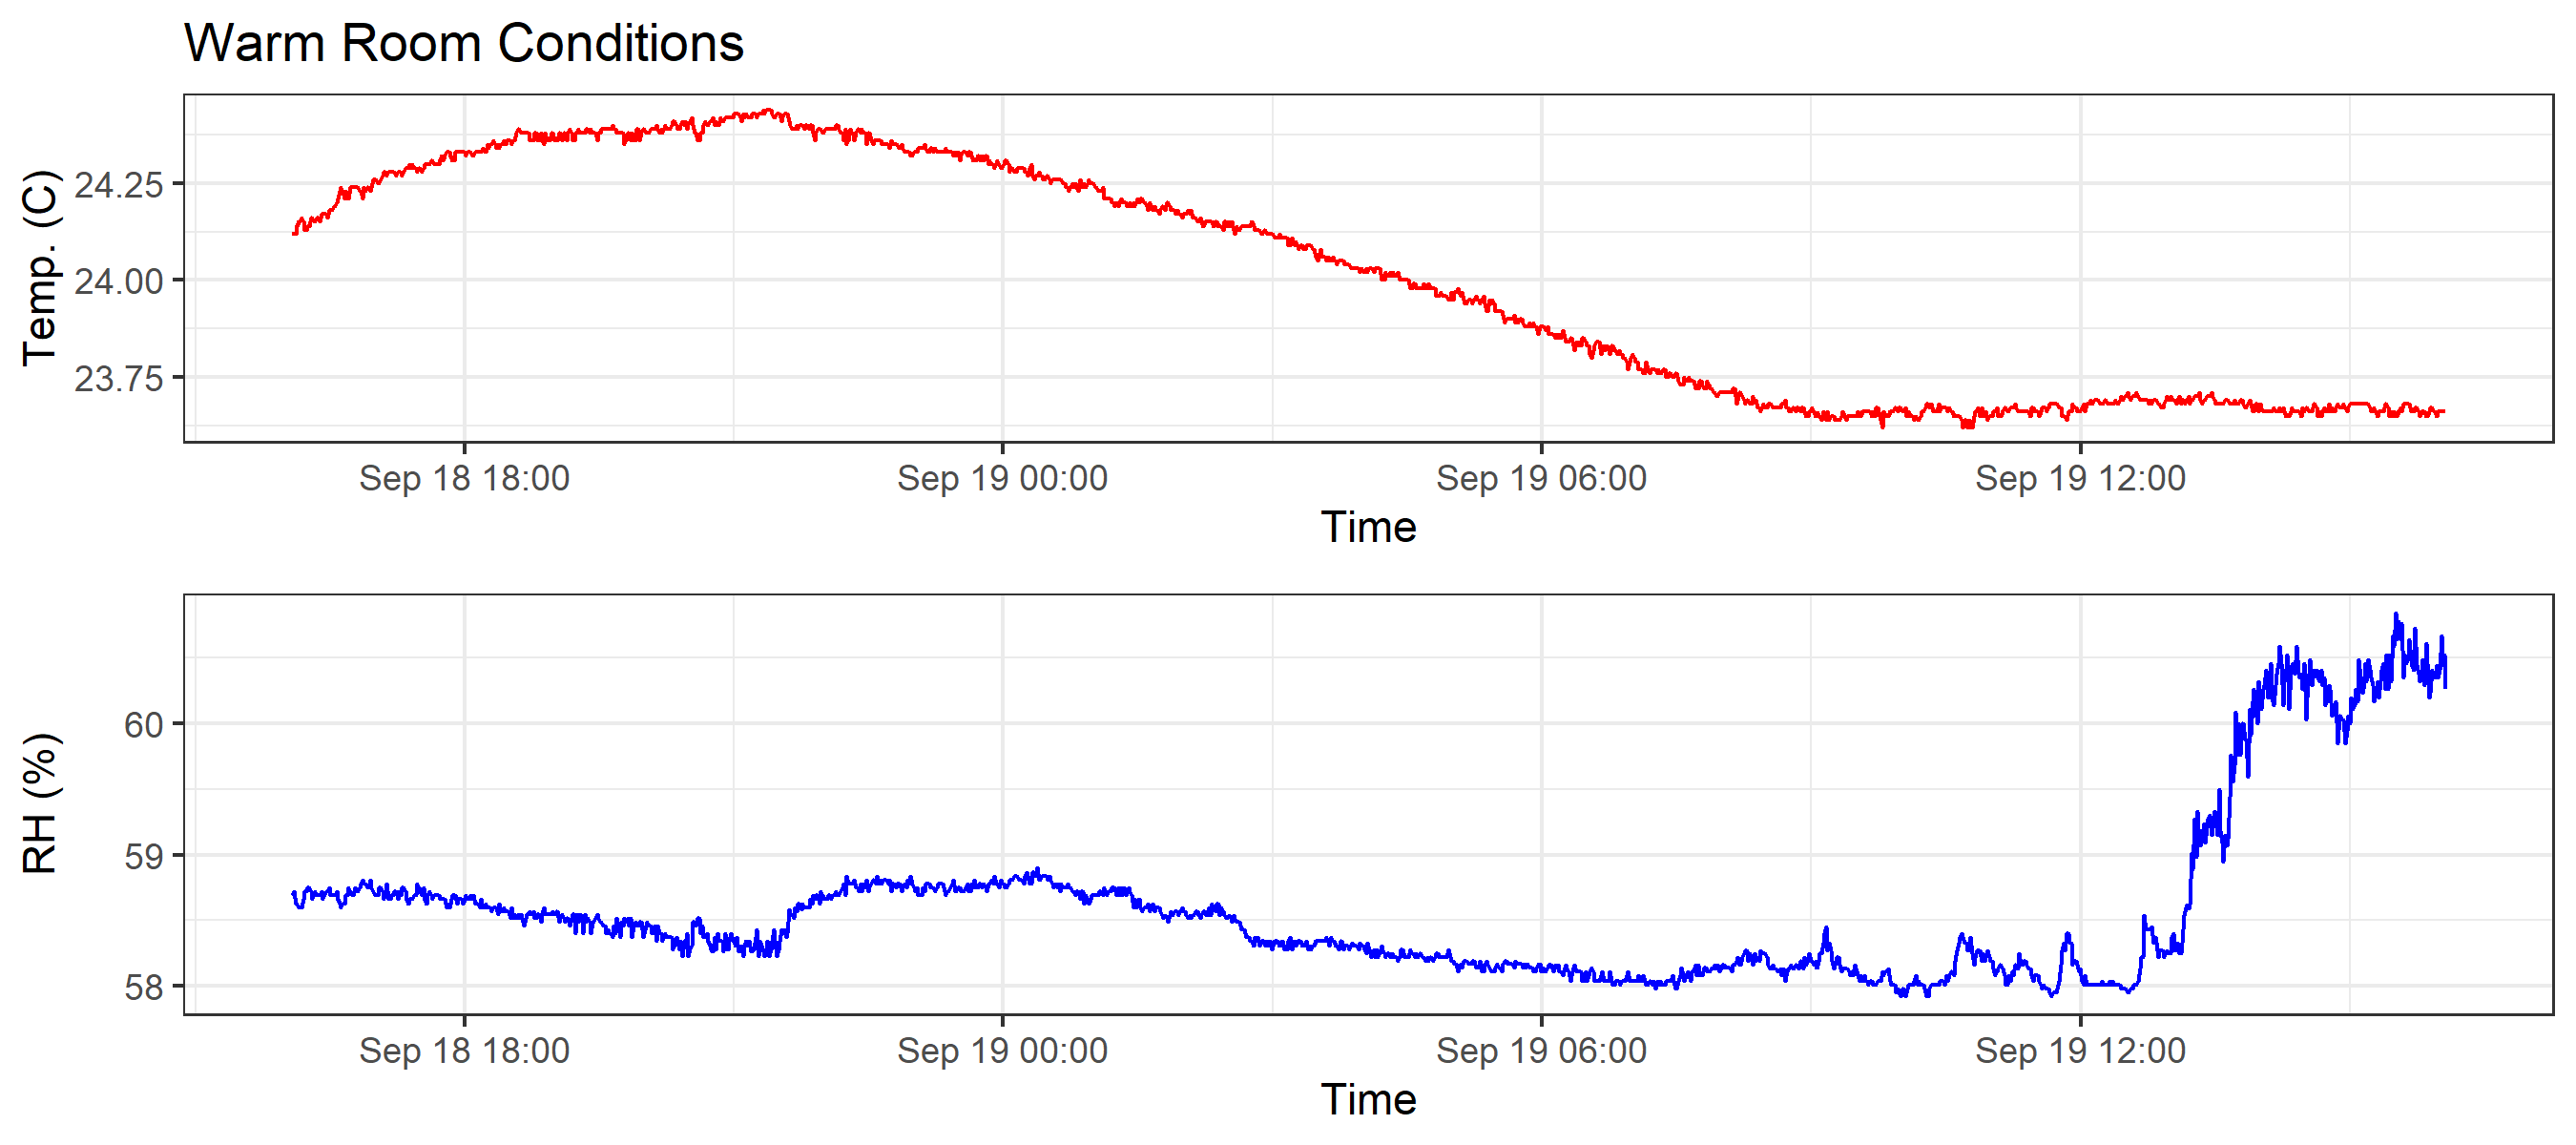 Warm Room Conditions
Temp. (C)
24.25
24.00
23.75
Sep 18 18:00 Sep 19 00:00 Sep 19 06:00 Sep 19 12:00
Time
RH (%)
60
59
58
Sep 18 18:00 Sep 19 00:00 Sep 19 06:00 Sep 19 12:00
Time